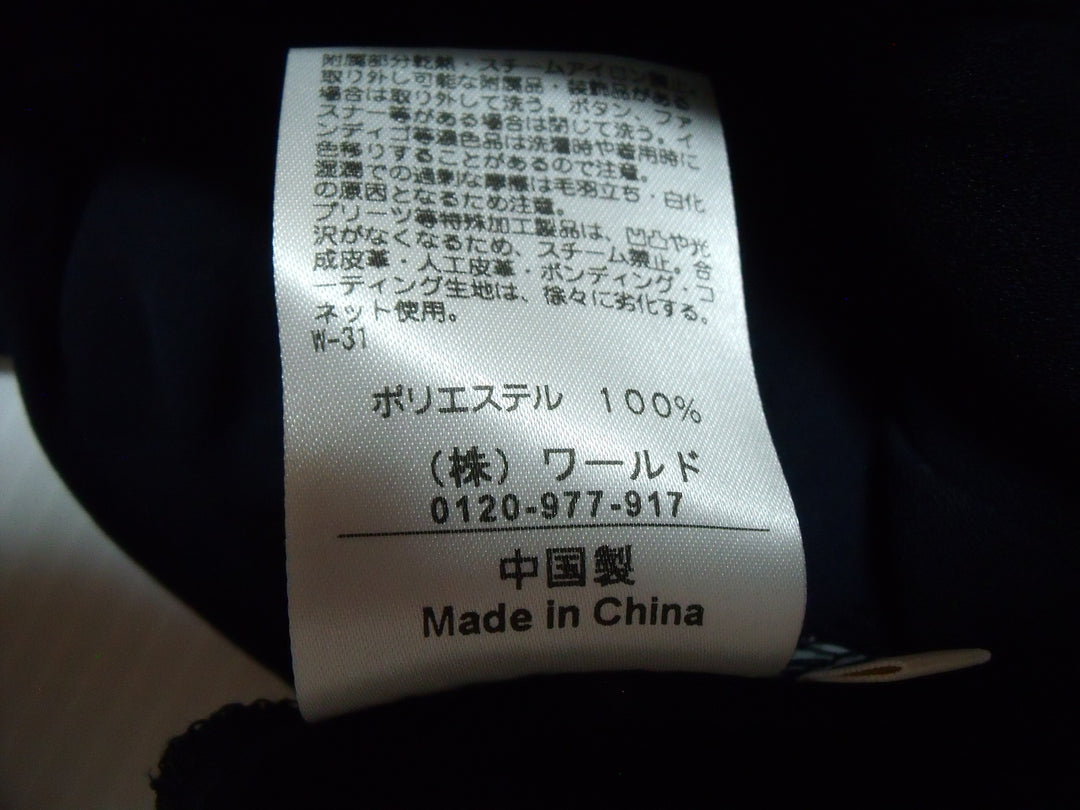 附属部分乾熱・スチームアイロン禁止。
取り外し可能な附属品・装飾品がある
場合は取り外して洗う。ボタン、ファ
スナー等がある場合は閉じて洗う。イ
ンディゴ等濃色品は洗濯時や着用時に
色移りすることがあるので注意。
湿潤での過剰な摩擦は毛羽立ち・白化
の原因となるため注意。
プリーツ等特殊加工製品は、凹凸や光
沢がなくなるため、スチーム禁止。合
成皮革・人工皮革・ボンディング・コ
ーティング生地は、徐々に劣化する。
ネット使用。
W-31
ポリエステル 100%
(株) ワールド
0120-977-917
中国製
Made in China